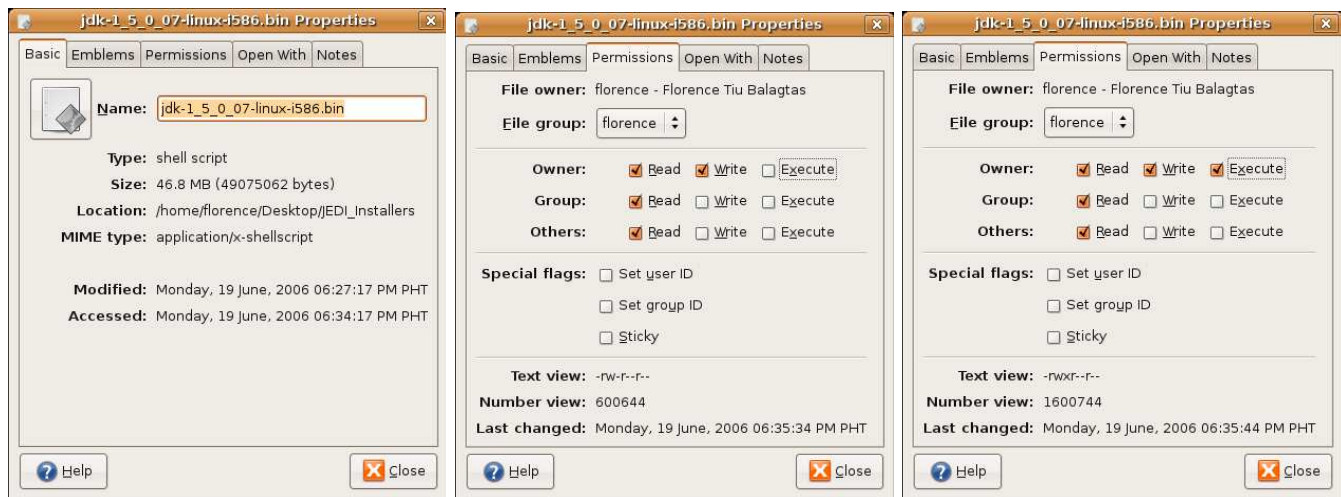 jdk-1_5_0_07-linux-i586.bin Properties
Basic Emblems Permissions Open With Notes
Name: jdk-1_5_0_07-linux-i586.bin
Type: shell script
Size: 46.8 MB (49075062 bytes)
Location: /home/florence/Desktop/JEDI_Installers
MIME type: application/x-shellscript
Modified: Monday, 19 June, 2006 06:27:17 PM PHT
Accessed: Monday, 19 June, 2006 06:34:17 PM PHT
Help Close
jdk-1_5_0_07-linux-i586.bin Properties
Basic Emblems Permissions Open With Notes
File owner: florence - Florence Tiu Balagtas
File group: florence
Owner: Read Write Execute
Group: Read Write Execute
Others: Read Write Execute
Special flags: Set user ID
Set group ID
Sticky
Text view: -rw-r--r--
Number view: 600644
Last changed: Monday, 19 June, 2006 06:35:34 PM PHT
Help Close
jdk-1_5_0_07-linux-i586.bin Properties
Basic Emblems Permissions Open With Notes
File owner: florence - Florence Tiu Balagtas
File group: florence
Owner: Read Write Execute
Group: Read Write Execute
Others: Read Write Execute
Special flags: Set user ID
Set group ID
Sticky
Text view: -rwxr--r--
Number view: 1600744
Last changed: Monday, 19 June, 2006 06:35:44 PM PHT
Help Close